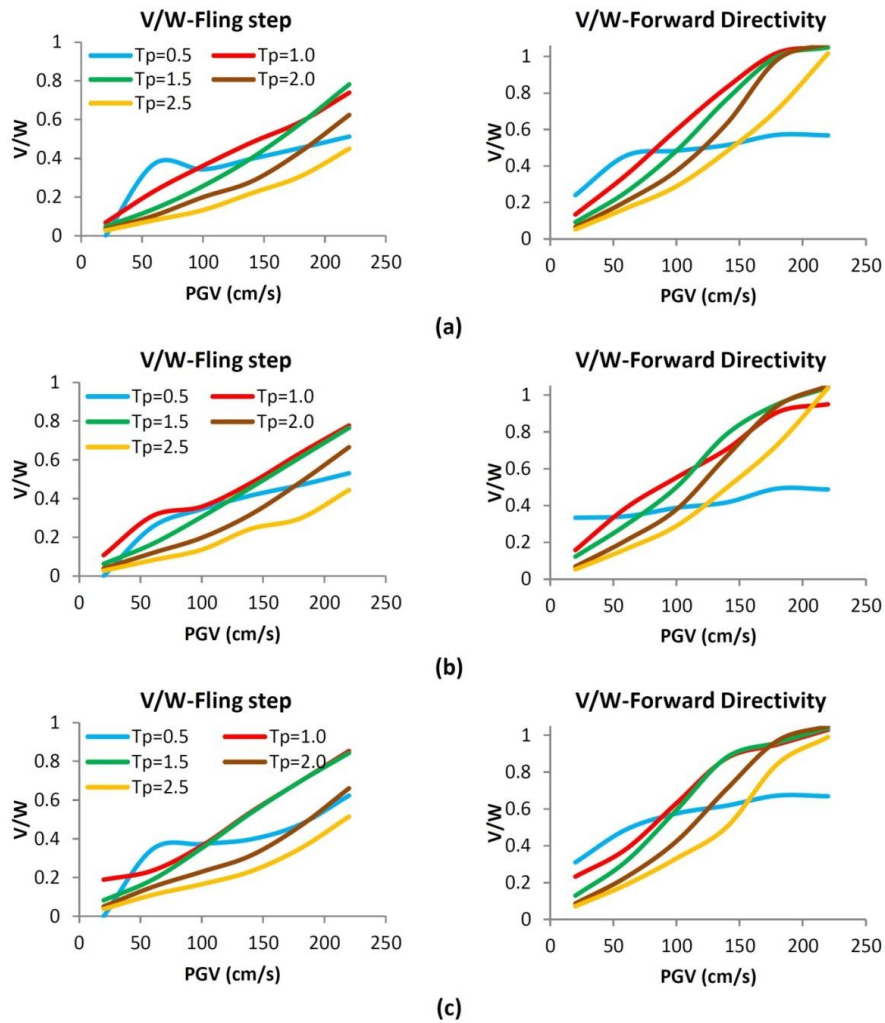 V/W-Fling step
V/W-Forward Directivity
1
0.8
0.6
0.4
0.2
0
V/W
Tp=0.5 Tp=1.0
Tp=1.5 Tp=2.0
Tp=2.5
0 50 100 150 200 250
PGV (cm/s)
1
0.8
0.6
0.4
0.2
0
V/W
0 50 100 150 200 250
PGV (cm/s)
(a)
V/W-Fling step
V/W-Forward Directivity
1
0.8
0.6
0.4
0.2
0
V/W
Tp=0.5 Tp=1.0
Tp=1.5 Tp=2.0
Tp=2.5
0 50 100 150 200 250
PGV (cm/s)
1
0.8
0.6
0.4
0.2
0
V/W
0 50 100 150 200 250
PGV (cm/s)
(b)
V/W-Fling step
V/W-Forward Directivity
1
0.8
0.6
0.4
0.2
0
V/W
Tp=0.5 Tp=1.0
Tp=1.5 Tp=2.0
Tp=2.5
0 50 100 150 200 250
PGV (cm/s)
1
0.8
0.6
0.4
0.2
0
V/W
0 50 100 150 200 250
PGV (cm/s)
(c)